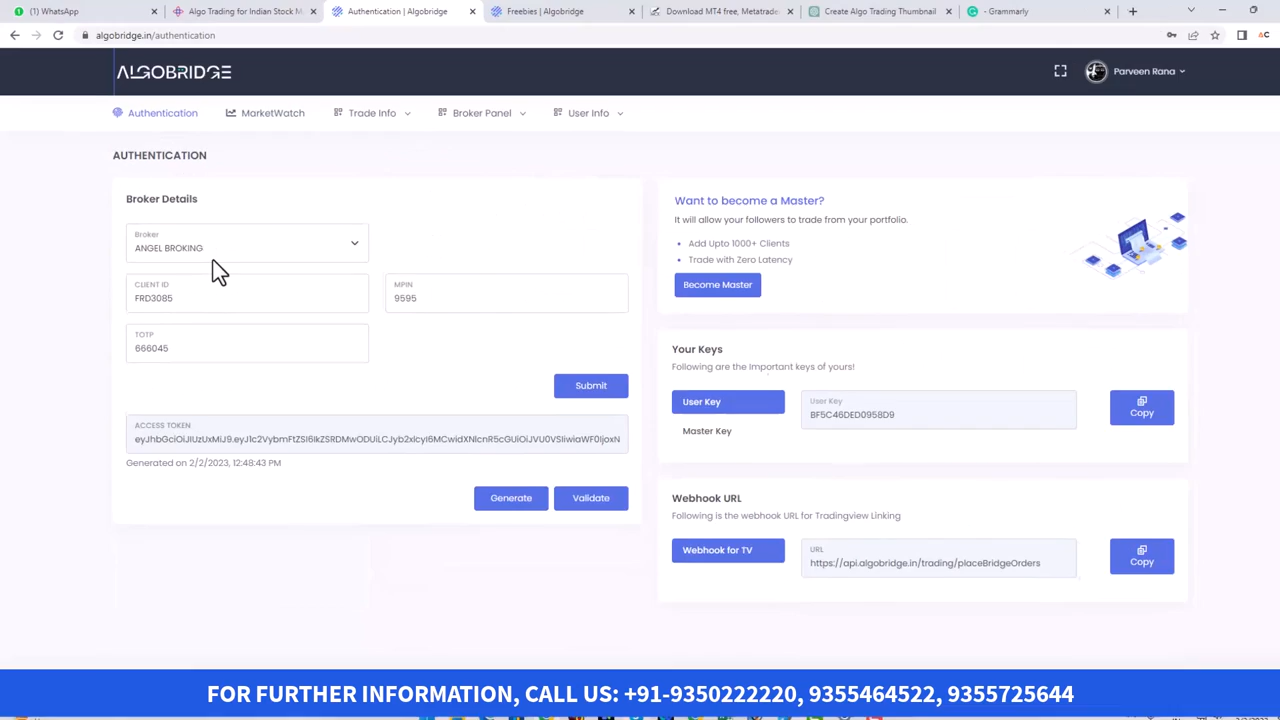 (1) WhatsApp
Algo Trading for Indian Stock M
Authentication | Algobridge
Freebies | Algobridge
Download MT4 free, Metatrade
Create Algo Trading Thumbnail
- Grammarly
algobridge.in/authentication
ALGOBRIDGE
Parveen Rana
Authentication
MarketWatch
Trade Info
Broker Panel
User Info
AUTHENTICATION
Broker Details
Broker
ANGEL BROKING
CLIENT ID
FRD3085
MPIN
9595
TOTP
666045
Submit
ACCESS TOKEN
Generated on 2/2/2023, 12:48:43 PM
Generate
Validate
Want to become a Master?
It will allow your followers to trade from your portfolio.
Add Upto 1000+ Clients
Trade with Zero Latency
Become Master
Your Keys
Following are the Important keys of yours!
User Key
Master Key
User Key
BF5C46DED0958D9
Copy
Webhook URL
Following is the webhook URL for Tradingview Linking
Webhook for TV
URL
https://api.algobridge.in/trading/placeBridgeOrders
Copy
FOR FURTHER INFORMATION, CALL US: +91-9350222220, 9355464522, 9355725644